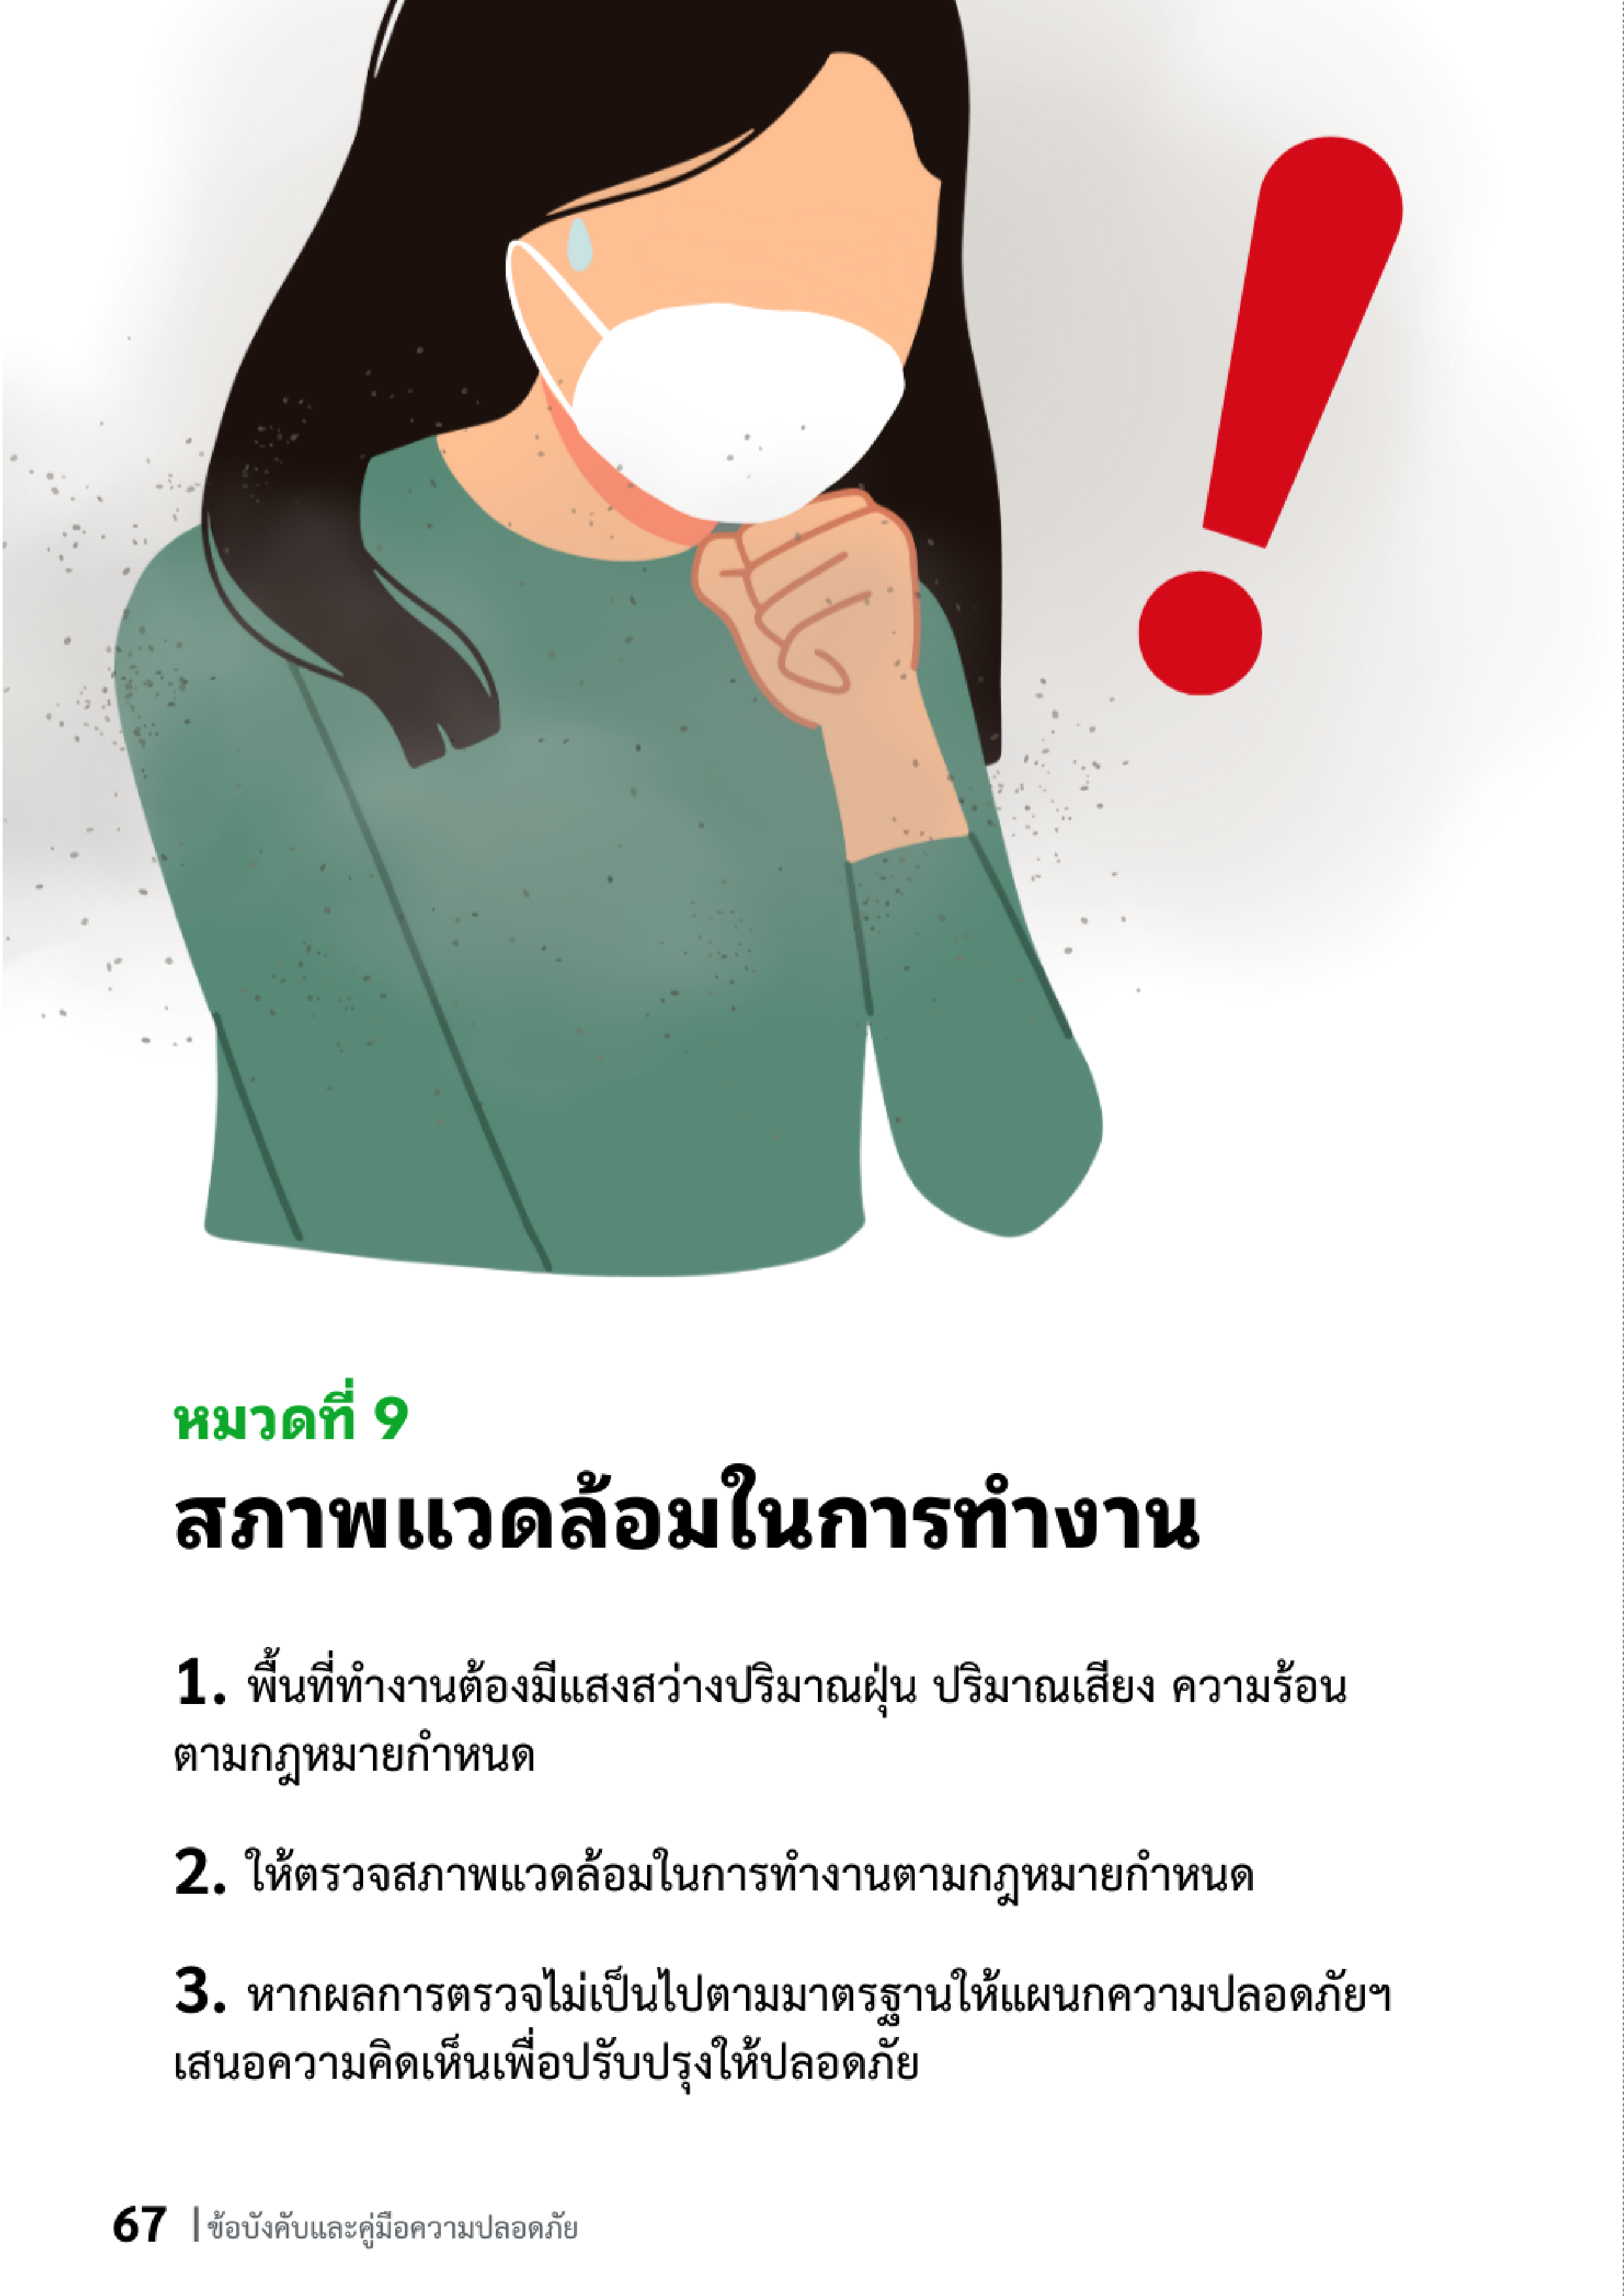 หมวดที่ 9
สภาพแวดล้อมในการทำงาน
1. พื้นที่ทำงานต้องมีแสงสว่างปริมาณฝุ่น ปริมาณเสียง ความร้อน
ตามกฎหมายกำหนด
2. ให้ตรวจสภาพแวดล้อมในการทำงานตามกฎหมายกำหนด
3. หากผลการตรวจไม่เป็นไปตามมาตรฐานให้แผนกความปลอดภัยฯ
เสนอความคิดเห็นเพื่อปรับปรุงให้ปลอดภัย
67 | ข้อบังคับและคู่มือความปลอดภัย